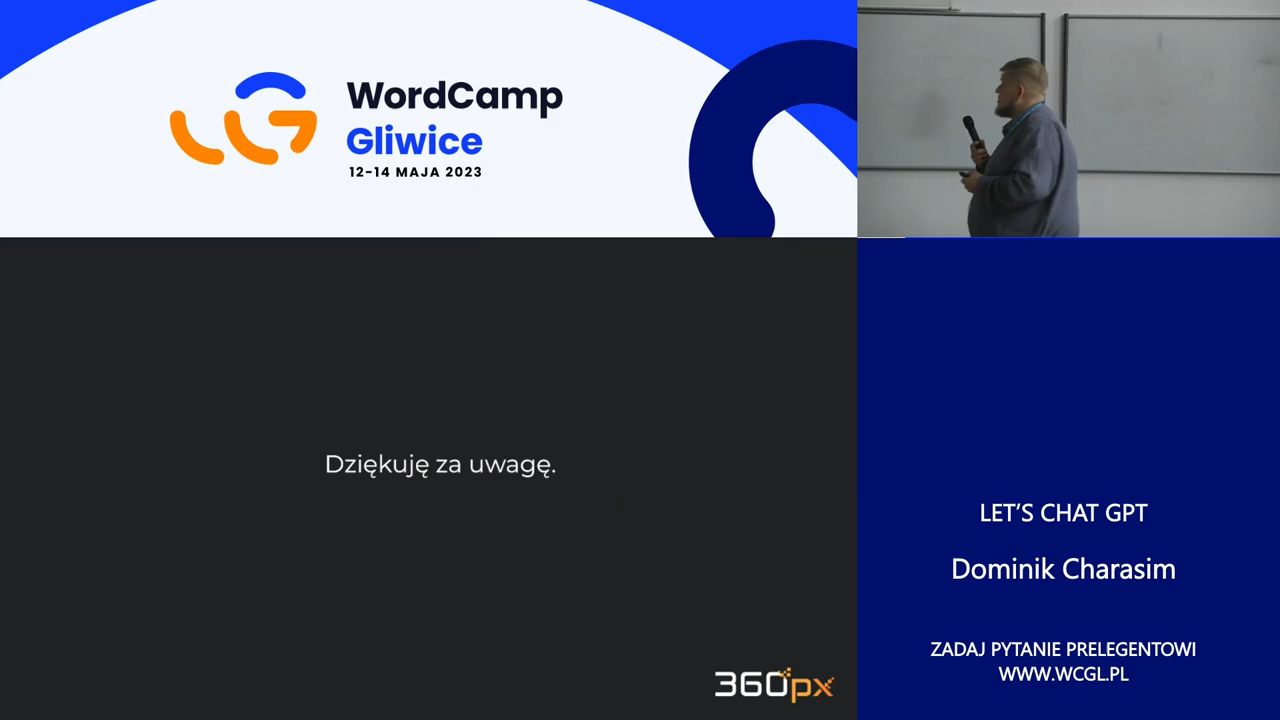 WordCamp
Gliwice
12-14 MAJA 2023
Dziękuję za uwagę.
360px
LET’S CHAT GPT
Dominik Charasim
ZADAJ PYTANIE PRELEGENTOWI
WWW.WCGL.PL